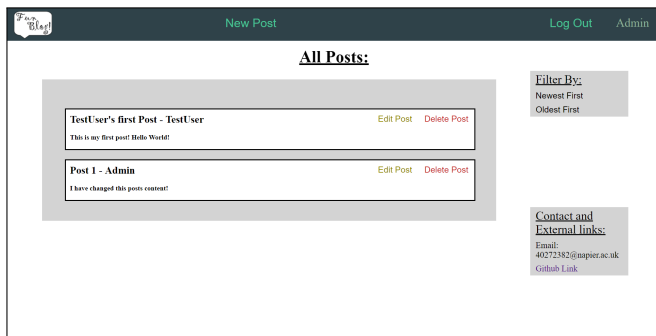 Fun
Blog!
New Post
Log Out
Admin
All Posts:
TestUser's first Post - TestUser
Edit Post
Delete Post
This is my first post! Hello World!
Post 1 - Admin
Edit Post
Delete Post
I have changed this posts content!
Filter By:
Newest First
Oldest First
Contact and
External links:
Email:
40272382@napier.ac.uk
Github Link